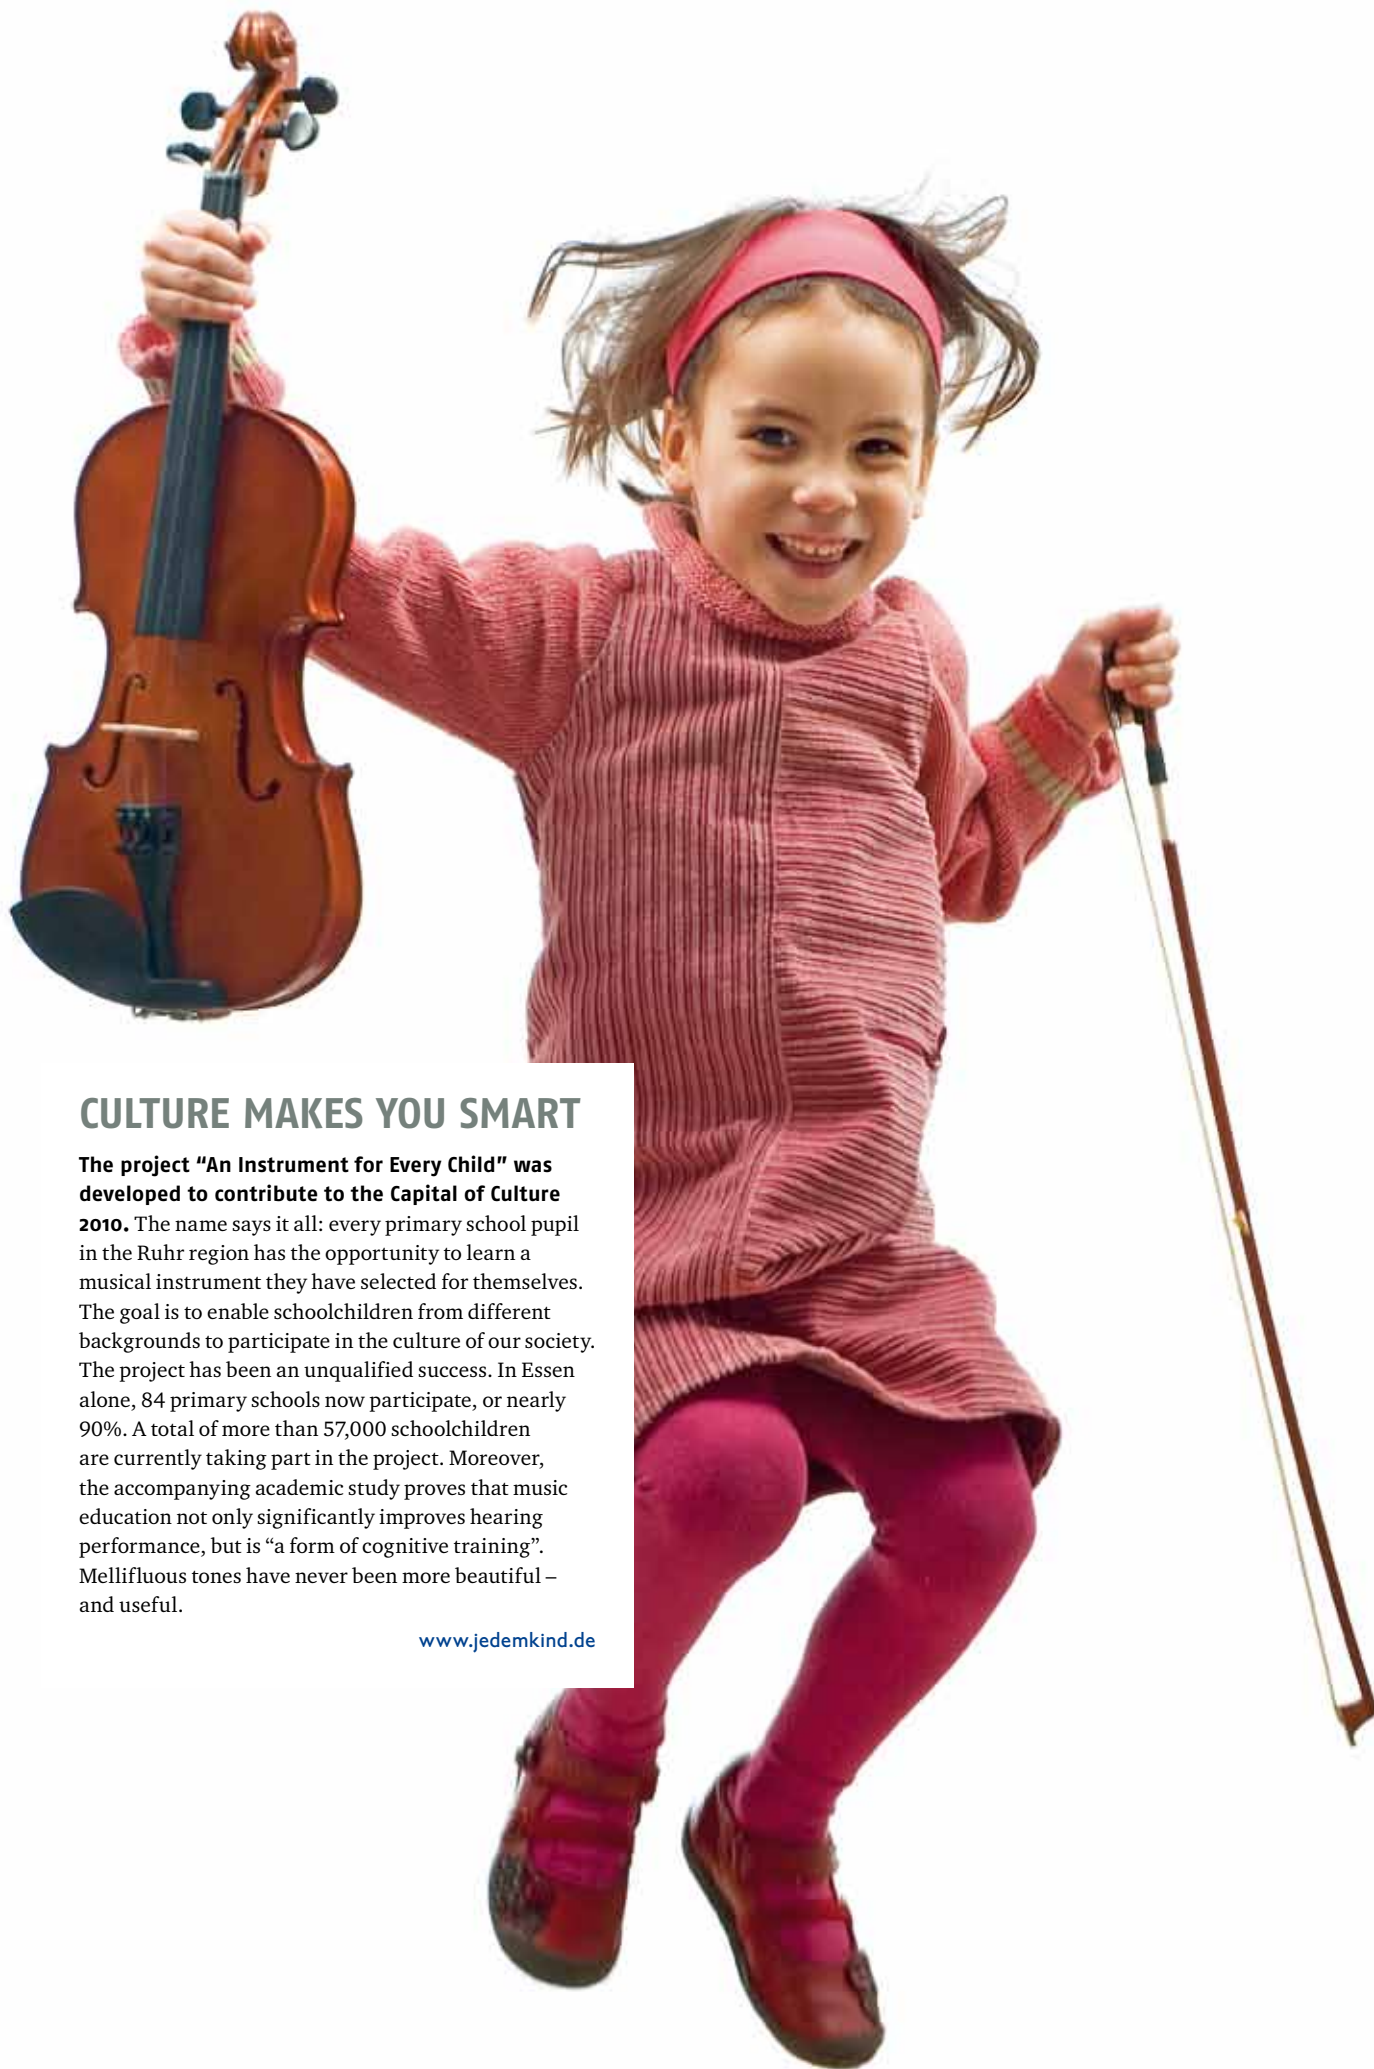 CULTURE MAKES YOU SMART
The project “An Instrument for Every Child” was
developed to contribute to the Capital of Culture
2010. The name says it all: every primary school pupil
in the Ruhr region has the opportunity to learn a
musical instrument they have selected for themselves.
The goal is to enable schoolchildren from different
backgrounds to participate in the culture of our society.
The project has been an unqualified success. In Essen
alone, 84 primary schools now participate, or nearly
90%. A total of more than 57,000 schoolchildren
are currently taking part in the project. Moreover,
the accompanying academic study proves that music
education not only significantly improves hearing
performance, but is “a form of cognitive training”.
Mellifluous tones have never been more beautiful –
and useful.
www.jedemkind.de